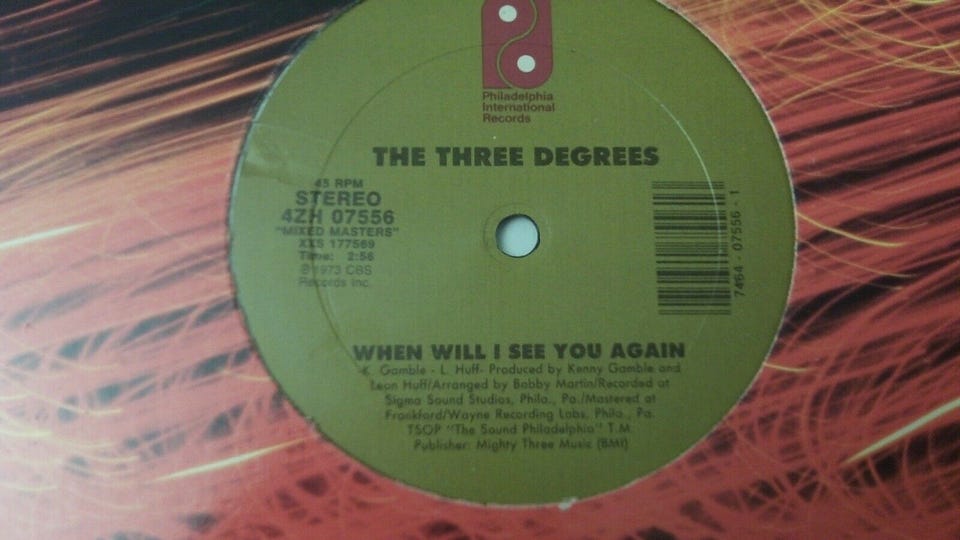 Philadelphia
International
Records
THE THREE DEGREES
45 RPM
STEREO
4ZH 07556
"MIXED MASTERS"
XXS 177569
Time: 2:56
℗ 1973 CBS
Records Inc.
7464 - 07556 - 1
WHEN WILL I SEE YOU AGAIN
K. Gamble - L. Huff- Produced by Kenny Gamble and
Leon Huff/Arranged by Bobby Martin/Recorded at
Sigma Sound Studios, Phila., Pa./Mastered at
Frankford/Wayne Recording Labs, Phila., Pa.
TSOP "The Sound Philadelphia" T.M.
Publisher: Mighty Three Music (BMI)